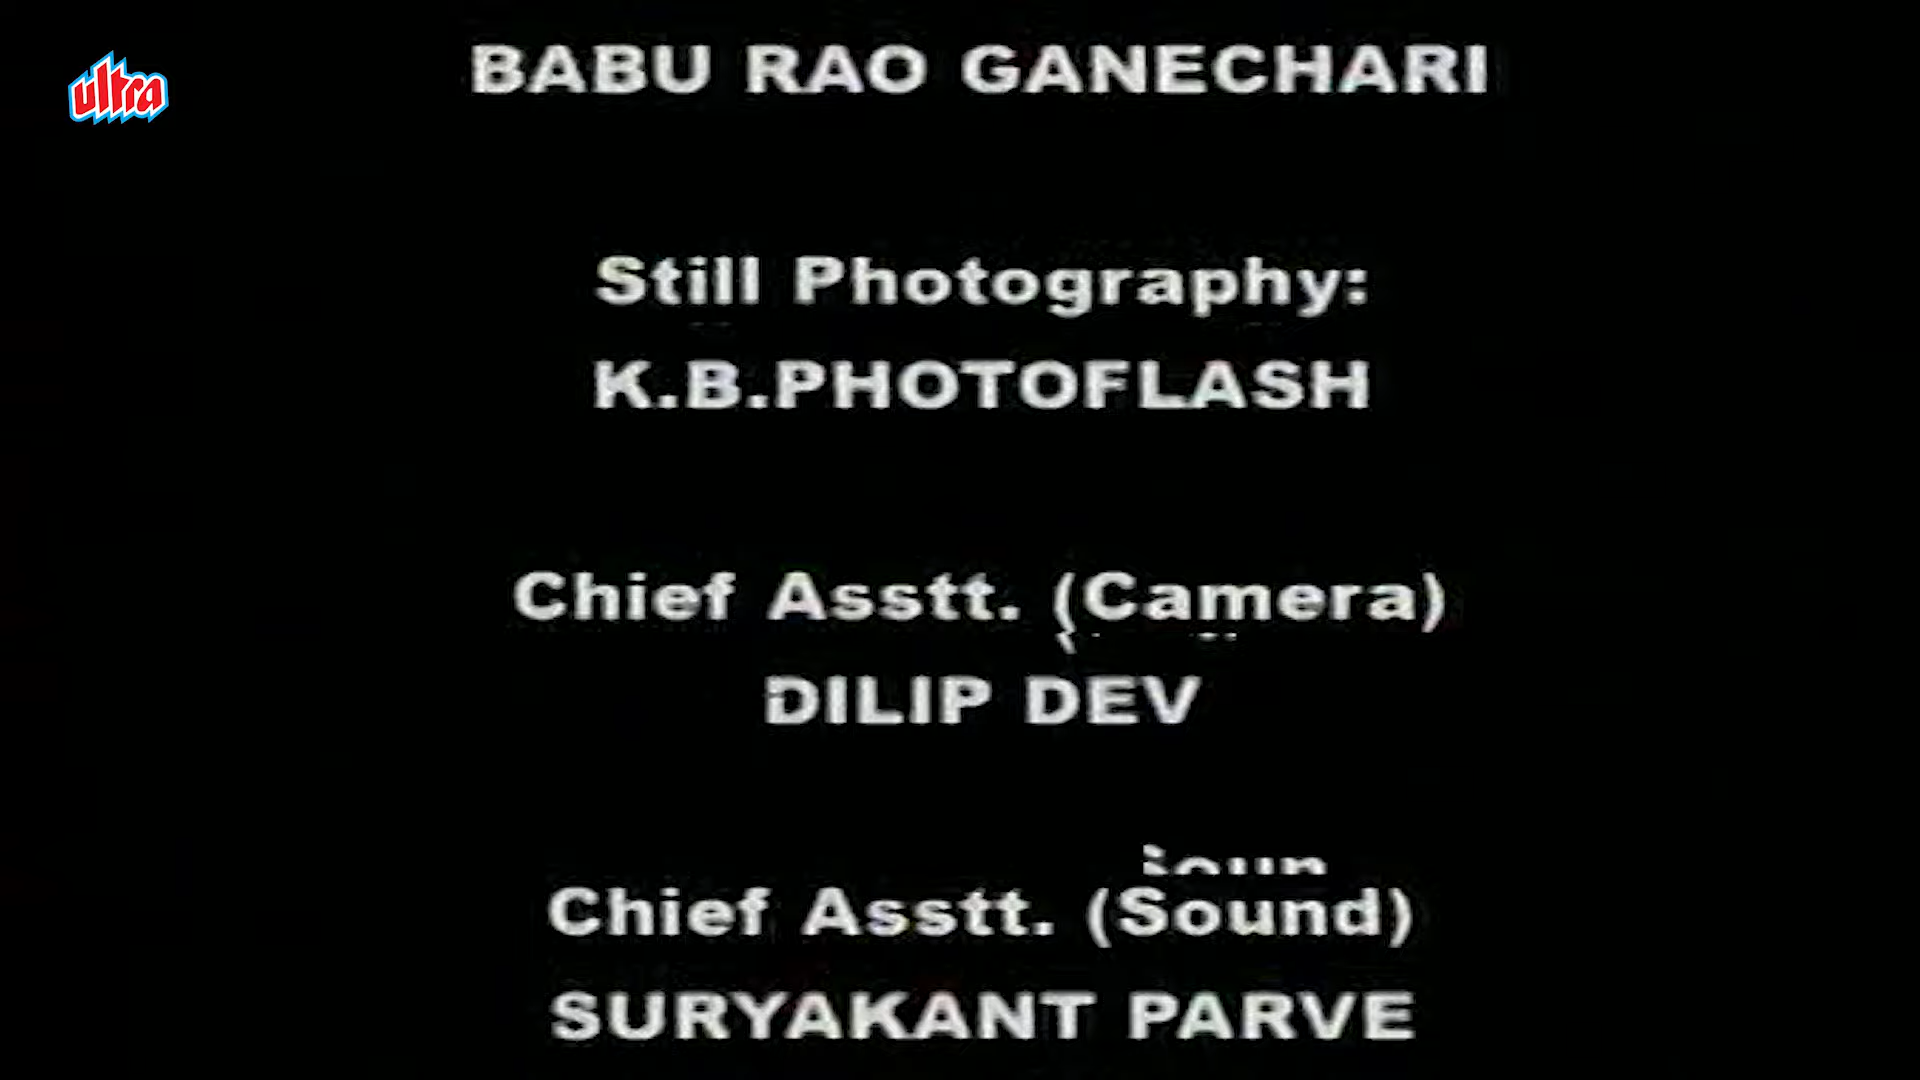 ultra
BABU RAO GANECHARI
Still Photography:
K.B.PHOTOFLASH
Chief Asstt. (Camera)
DILIP DEV
Chief Asstt. (Sound)
SURYAKANT PARVE